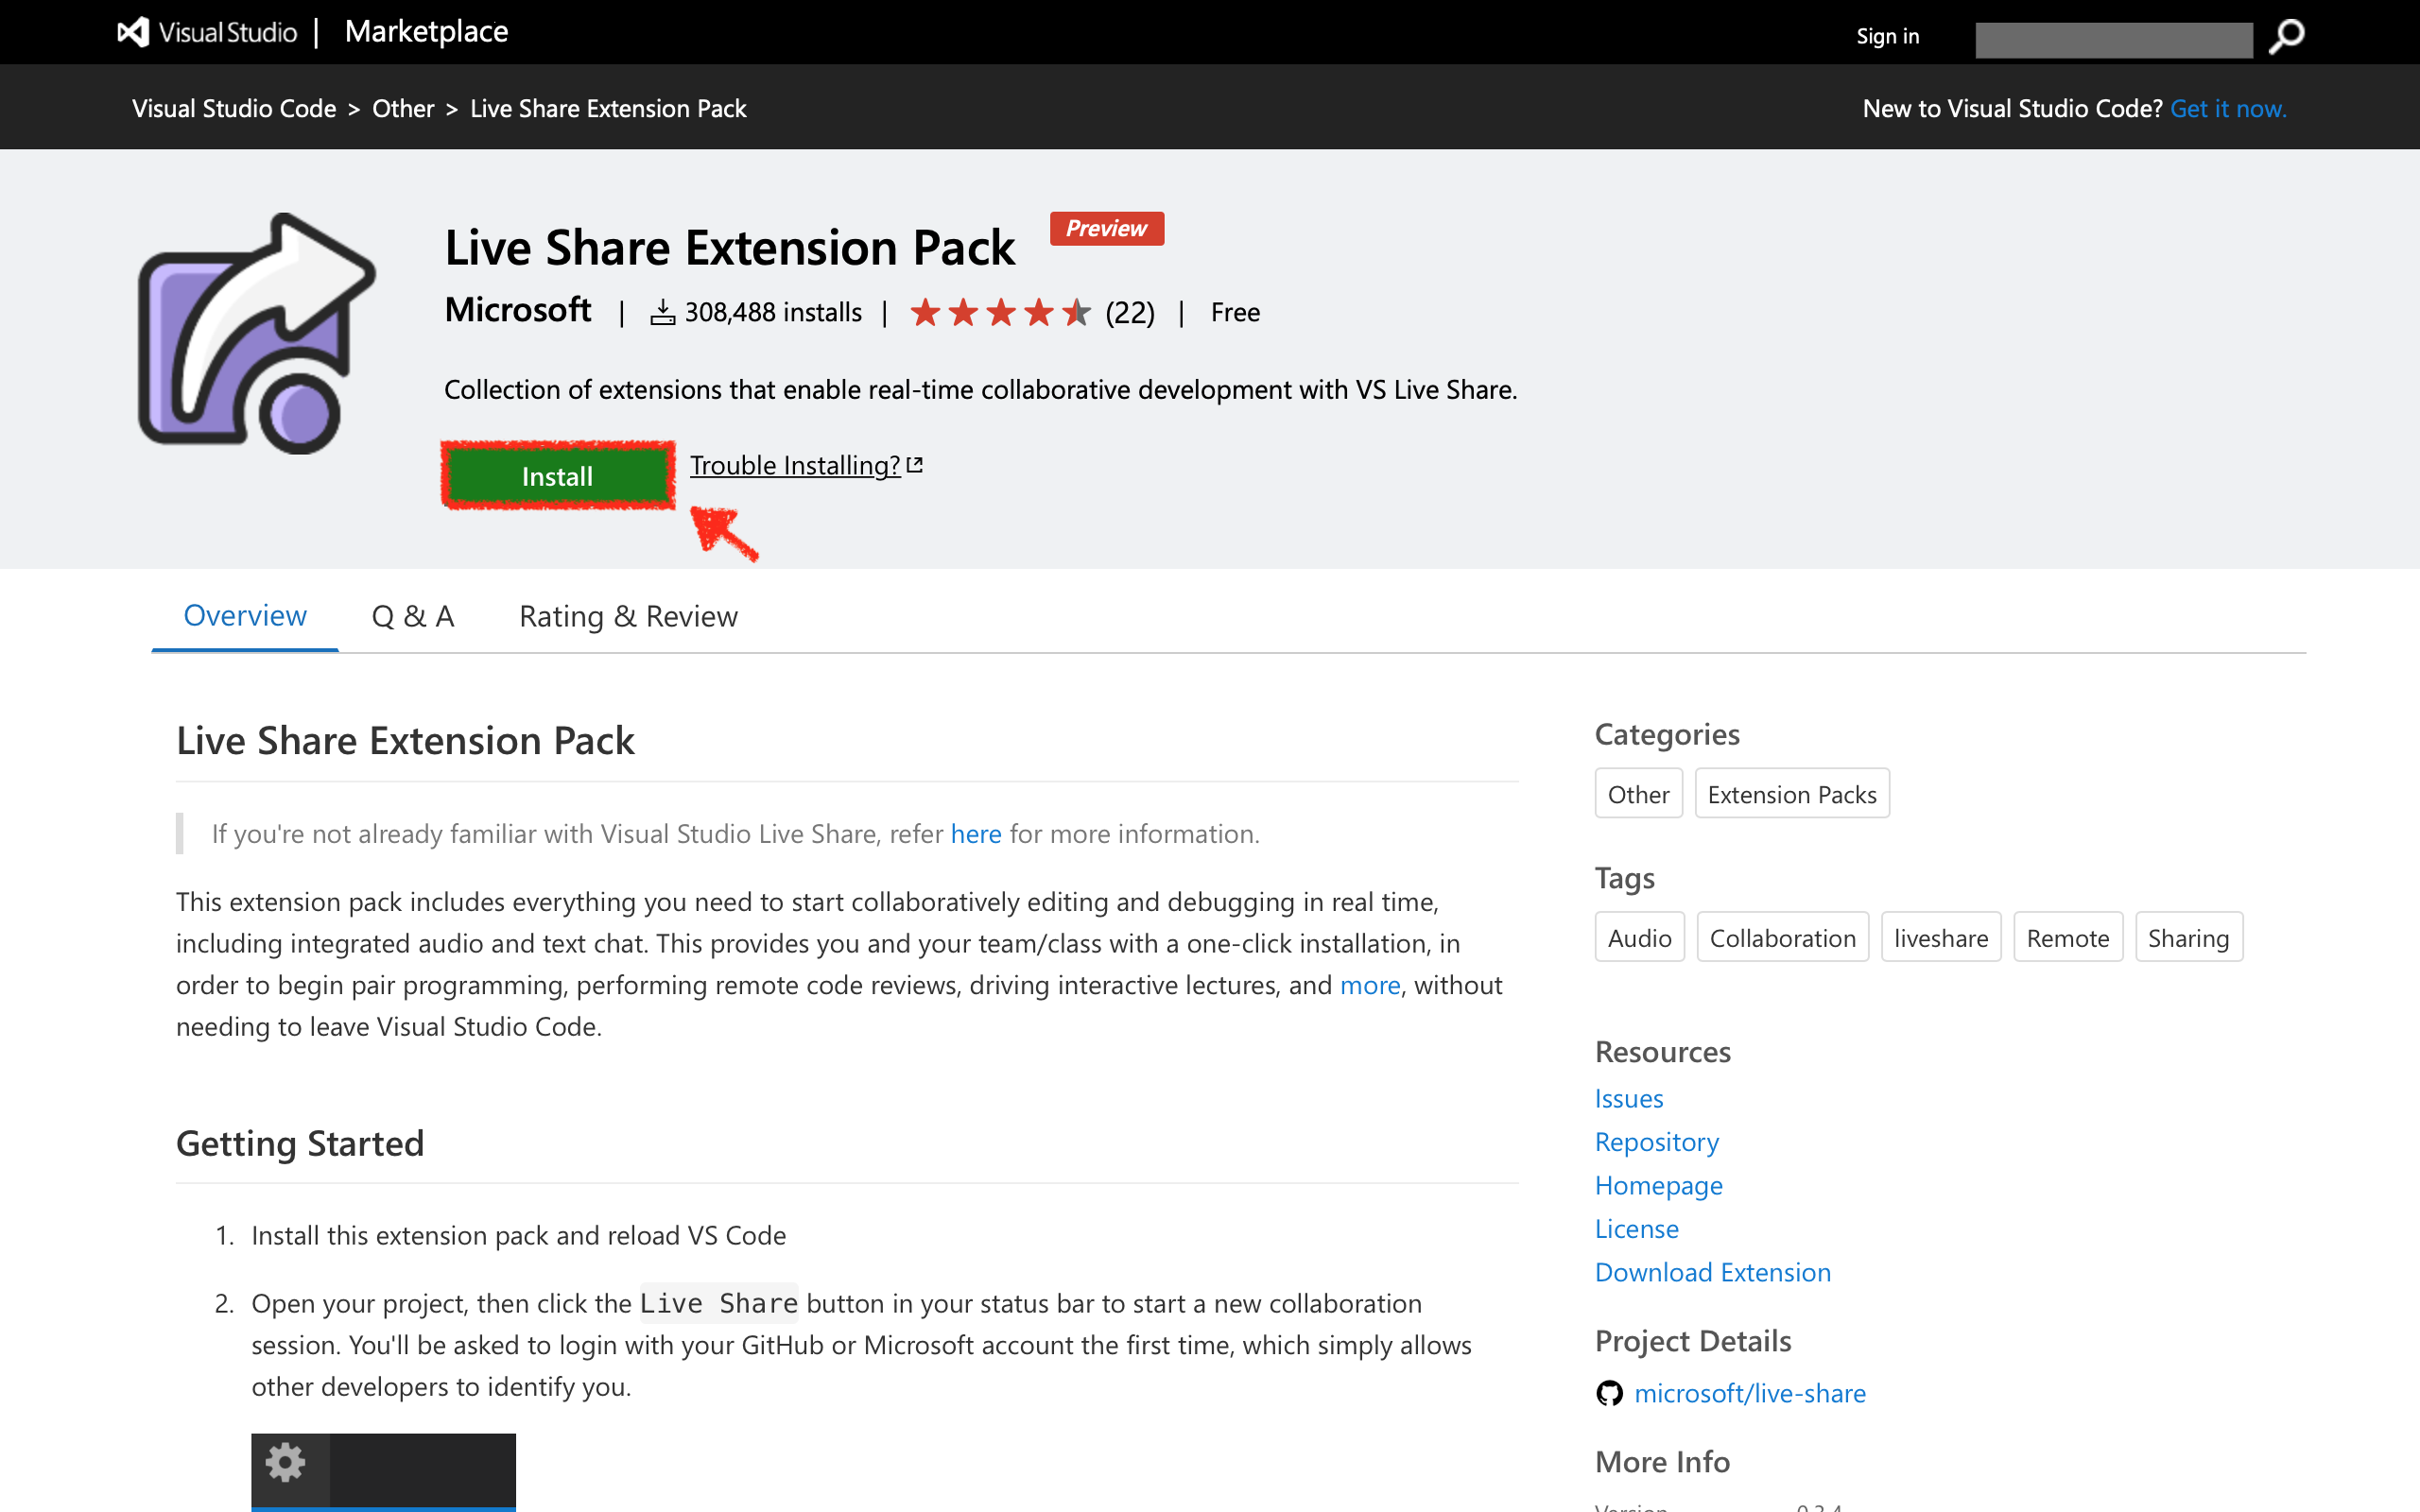 Visual Studio | Marketplace
Sign in
Visual Studio Code > Other > Live Share Extension Pack
New to Visual Studio Code? Get it now.
Live Share Extension Pack
Preview
Microsoft | 308,488 installs | (22) | Free
Collection of extensions that enable real-time collaborative development with VS Live Share.
Install
Trouble Installing?
Overview
Q & A
Rating & Review
Live Share Extension Pack
If you're not already familiar with Visual Studio Live Share, refer here for more information.
This extension pack includes everything you need to start collaboratively editing and debugging in real time,
including integrated audio and text chat. This provides you and your team/class with a one-click installation, in
order to begin pair programming, performing remote code reviews, driving interactive lectures, and more, without
needing to leave Visual Studio Code.
Getting Started
1. Install this extension pack and reload VS Code
2. Open your project, then click the Live Share button in your status bar to start a new collaboration
session. You'll be asked to login with your GitHub or Microsoft account the first time, which simply allows
other developers to identify you.
Categories
Other
Extension Packs
Tags
Audio
Collaboration
liveshare
Remote
Sharing
Resources
Issues
Repository
Homepage
License
Download Extension
Project Details
microsoft/live-share
More Info
Version 0.3.4